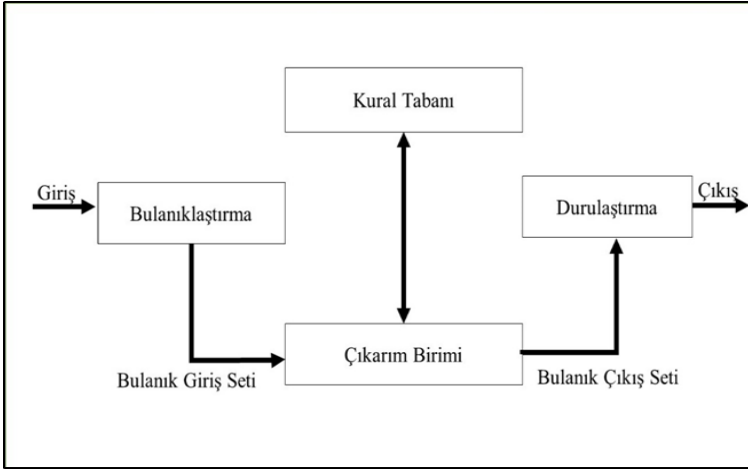 Kural Tabanı
Giriş
Bulanıklaştırma
Durulaştırma
Çıkış
Çıkarım Birimi
Bulanık Giriş Seti
Bulanık Çıkış Seti